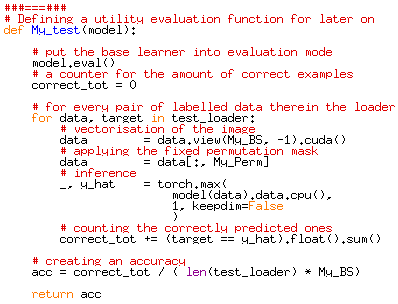 ###===###
# Defining a utility evaluation function for later on
def My_test(model):
    # put the base learner into evaluation mode
    model.eval()
    # a counter for the amount of correct examples
    correct_tot = 0
    # for every pair of labelled data therein the loader
    for data, target in test_loader:
        # vectorisation of the image
        data        = data.view(My_BS, -1).cuda()
        # applying the fixed permutation mask
        data        = data[:, My_Perm]
        # inference
        _, y_hat    = torch.max(
                        model(data).data.cpu(),
                        1, keepdim=False
                        )
        # counting the correctly predicted ones
        correct_tot += (target == y_hat).float().sum()
    # creating an accuracy
    acc = correct_tot / ( len(test_loader) * My_BS)
    return acc